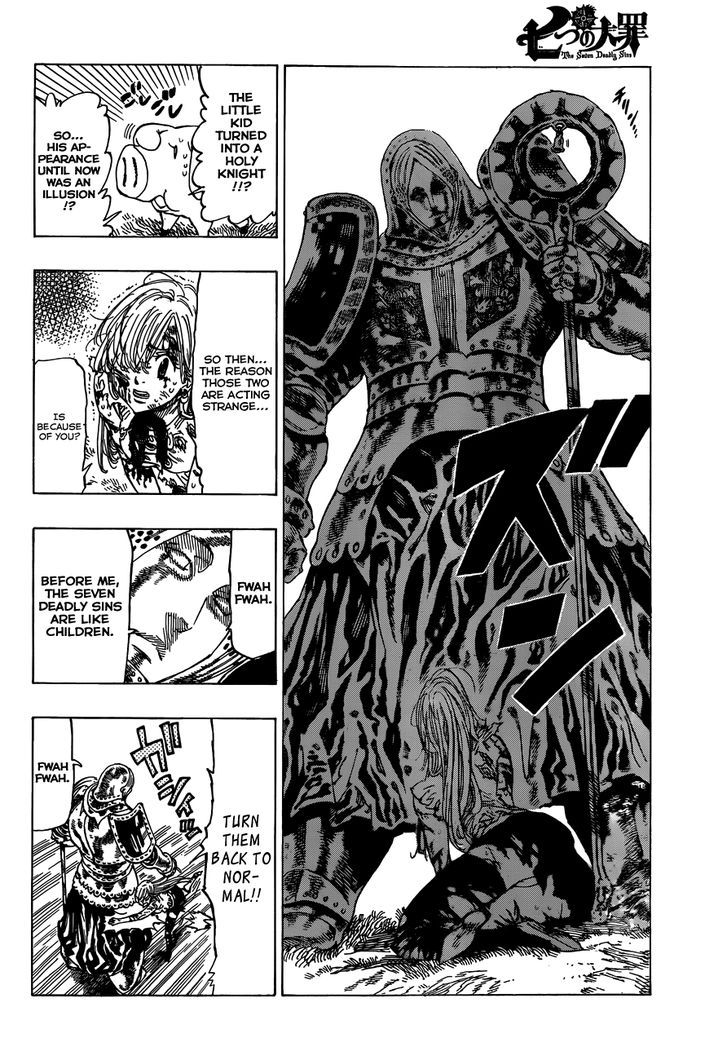 七つの大罪
The Seven Deadly Sins
ズ
ン
THE
LITTLE
KID
TURNED
INTO A
HOLY
KNIGHT
!!?
SO...
HIS AP-
PEARANCE
UNTIL NOW
WAS AN
ILLUSION
!?
SO THEN...
THE REASON
THOSE TWO
ARE ACTING
STRANGE...
IS
BECAUSE
OF YOU?
FWAH
FWAH.
BEFORE ME,
THE SEVEN
DEADLY SINS
ARE LIKE
CHILDREN.
TURN
THEM
BACK TO
NOR-
MAL!!
FWAH
FWAH.